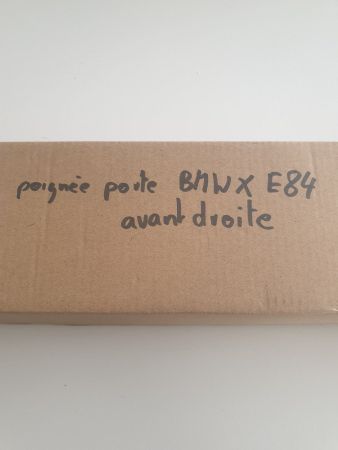 poignée porte BMW X E84
avant droite